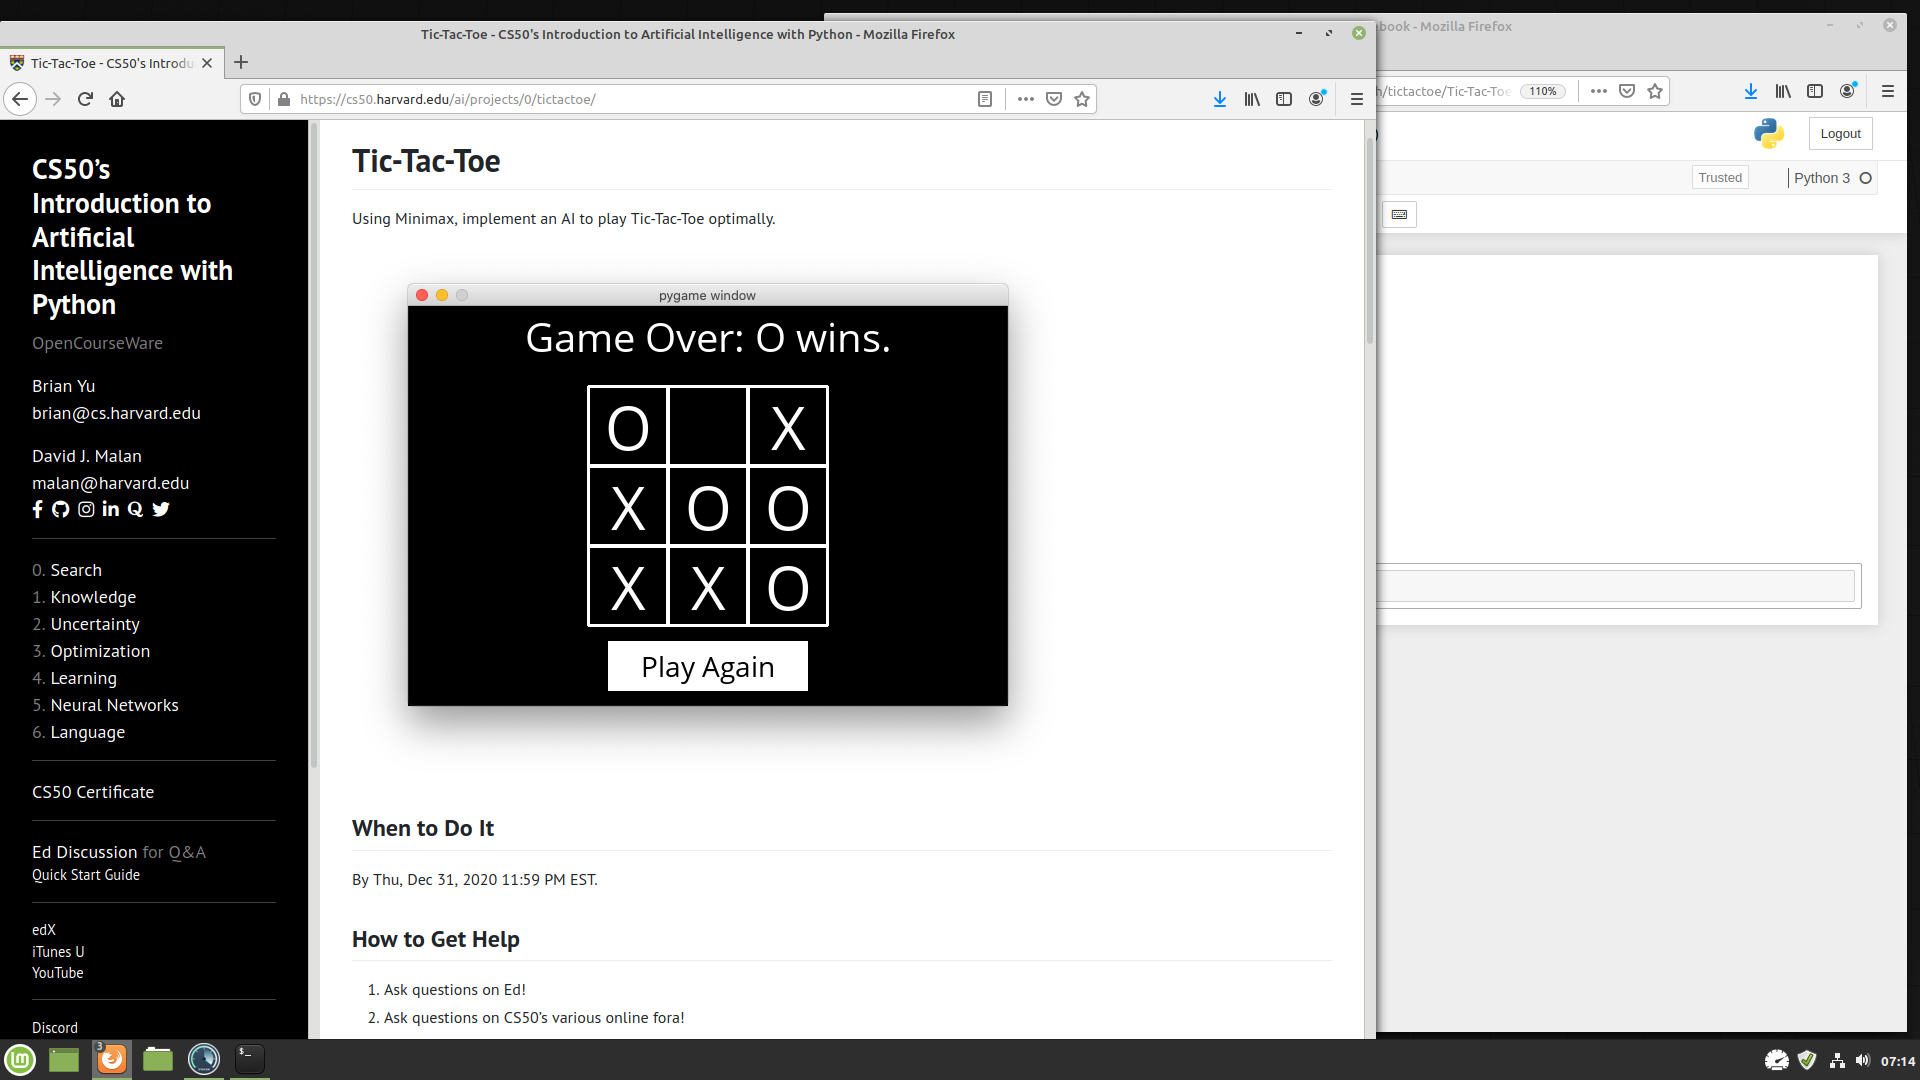 Tic-Tac-Toe - CS50's Introduction to Artificial Intelligence with Python - Mozilla Firefox
ebook - Mozilla Firefox
Tic-Tac-Toe - CS50's Introdu
https://cs50.harvard.edu/ai/projects/0/tictactoe/
h/tictactoe/Tic-Tac-Toe
110%
Logout
Trusted
Python 3
CS50’s
Introduction to
Artificial
Intelligence with
Python
OpenCourseWare
Brian Yu
brian@cs.harvard.edu
David J. Malan
malan@harvard.edu
0. Search
1. Knowledge
2. Uncertainty
3. Optimization
4. Learning
5. Neural Networks
6. Language
CS50 Certificate
Ed Discussion for Q&A
Quick Start Guide
edX
iTunes U
YouTube
Discord
Tic-Tac-Toe
Using Minimax, implement an AI to play Tic-Tac-Toe optimally.
pygame window
Game Over: O wins.
O X
X O O
X X O
Play Again
When to Do It
By Thu, Dec 31, 2020 11:59 PM EST.
How to Get Help
1. Ask questions on Ed!
2. Ask questions on CS50’s various online fora!
3
07:14